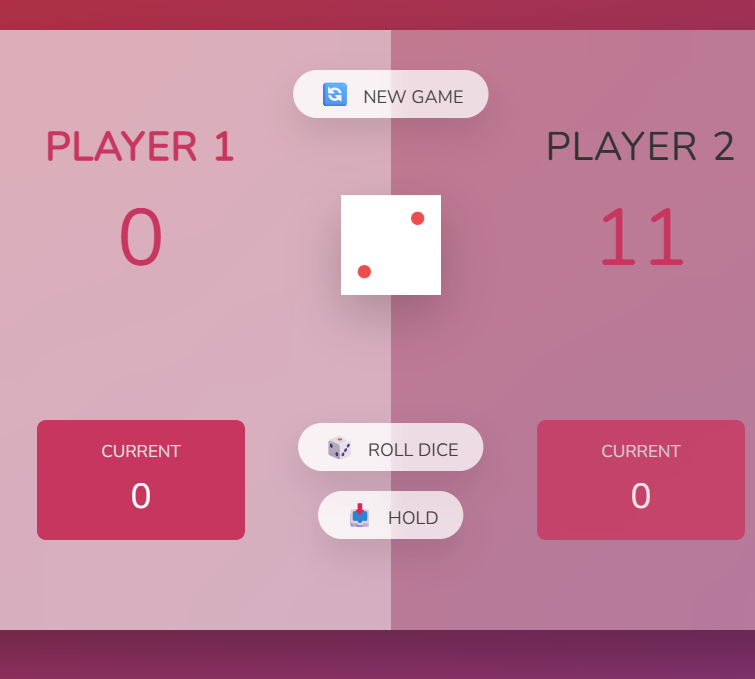 NEW GAME
PLAYER 1
PLAYER 2
0
11
CURRENT
0
ROLL DICE
HOLD
CURRENT
0